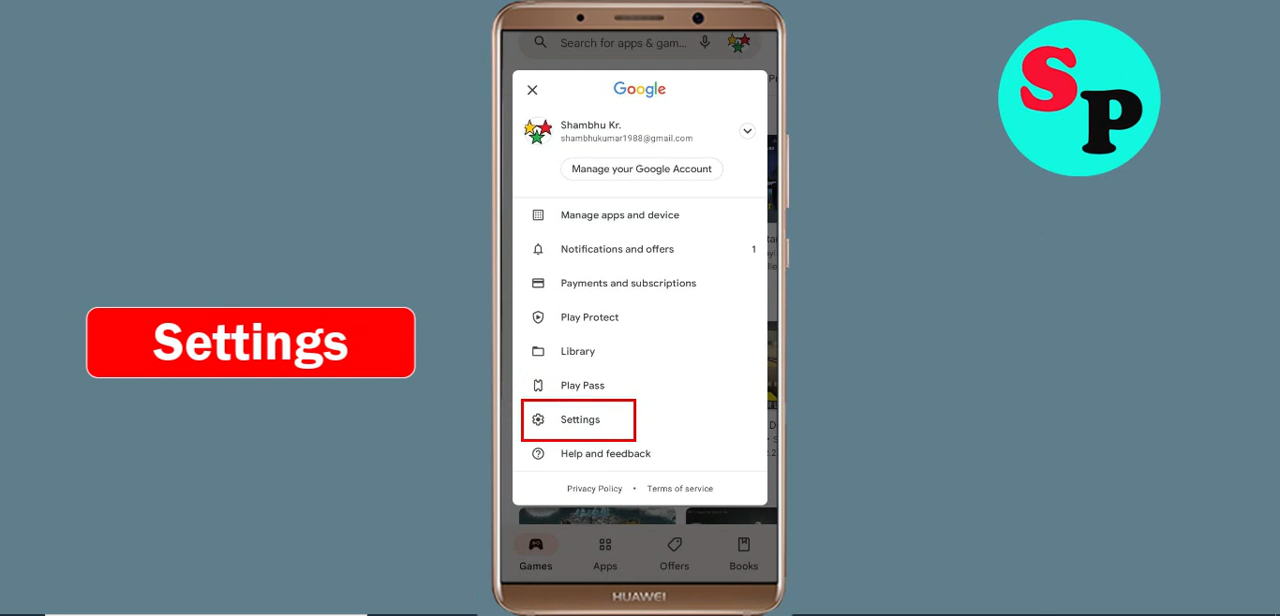 Search for apps & gam...
Google
Shambhu Kr.
shambhukumar1988@gmail.com
Manage your Google Account
Manage apps and device
Notifications and offers 1
Payments and subscriptions
Play Protect
Library
Play Pass
Settings
Help and feedback
Privacy Policy • Terms of service
Games Apps Offers Books
HUAWEI
Settings
SP